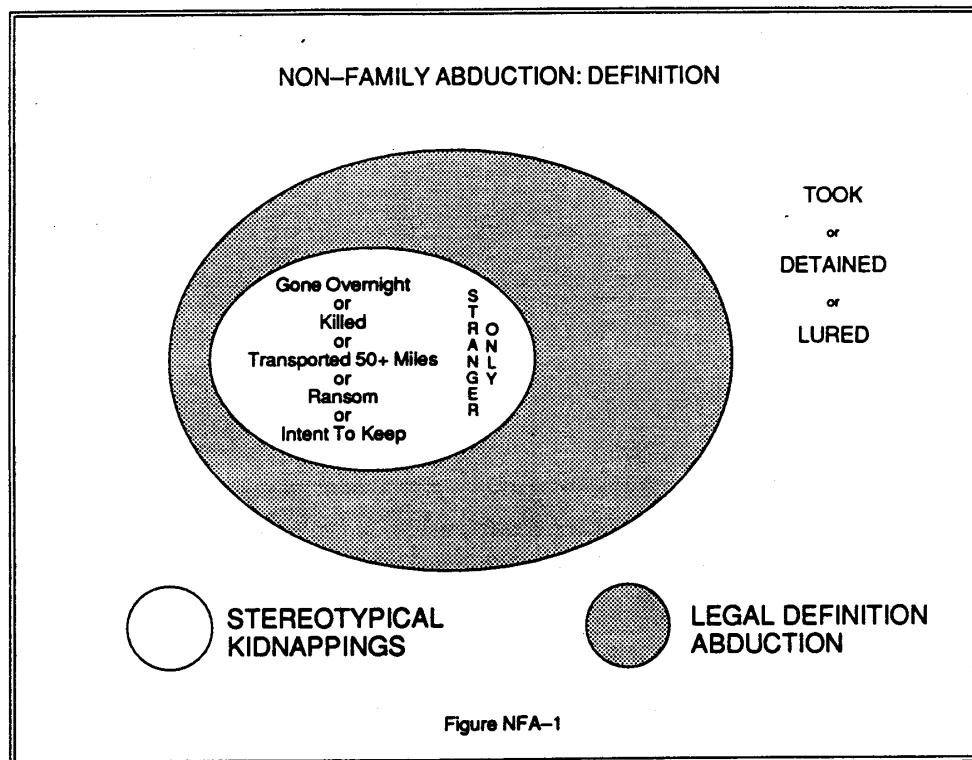 NON–FAMILY ABDUCTION: DEFINITION
Gone Overnight
or
Killed
or
Transported 50+ Miles
or
Ransom
or
Intent To Keep
STRANGER
ONLY
TOOK
or
DETAINED
or
LURED
STEREOTYPICAL
KIDNAPPINGS
LEGAL DEFINITION
ABDUCTION
Figure NFA–1